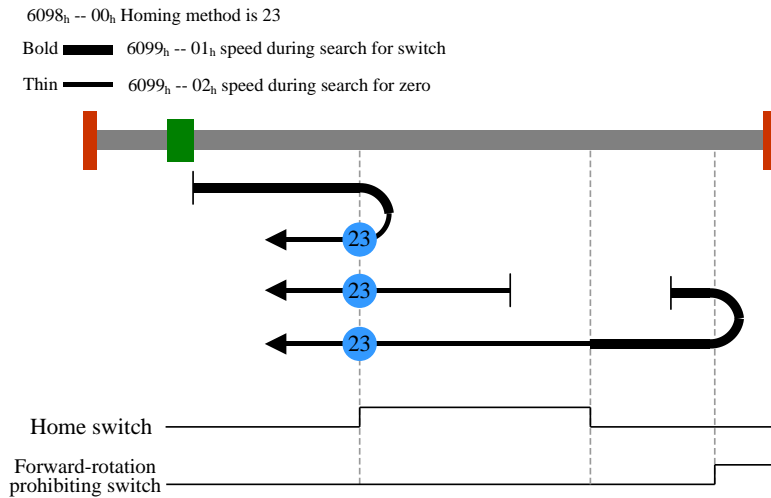 6098h -- 00h Homing method is 23
Bold 6099h -- 01h speed during search for switch
Thin 6099h -- 02h speed during search for zero
23
23
23
Home switch
Forward-rotation
prohibiting switch